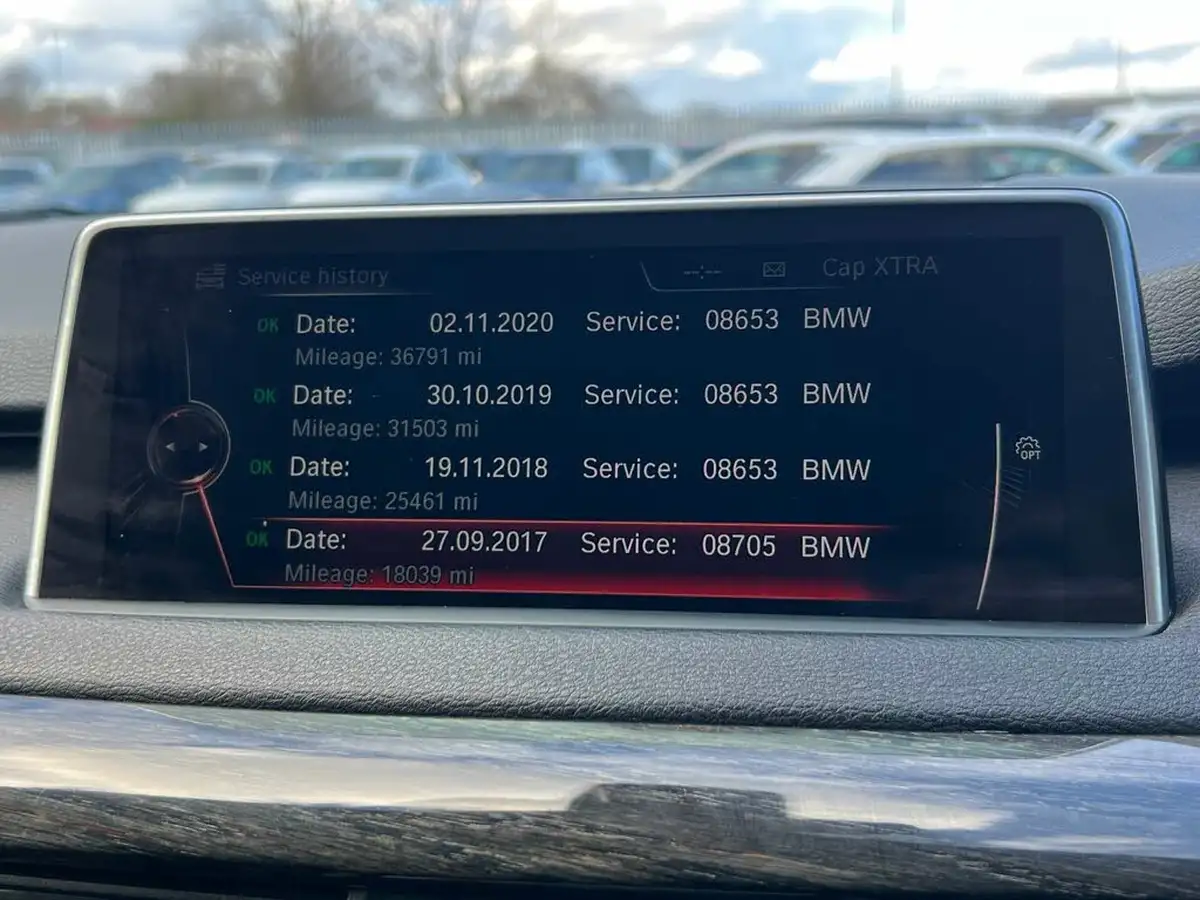 Service history --:-- Cap XTRA
OK Date: 02.11.2020 Service: 08653 BMW
Mileage: 36791 mi
OK Date: 30.10.2019 Service: 08653 BMW
Mileage: 31503 mi
OK Date: 19.11.2018 Service: 08653 BMW
Mileage: 25461 mi
OK Date: 27.09.2017 Service: 08705 BMW
Mileage: 18039 mi
OPT